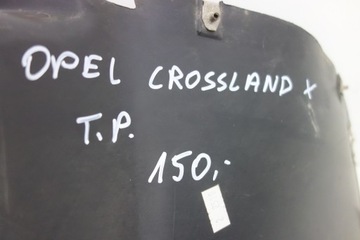 OPEL CROSSLAND X
T.P.
150,-